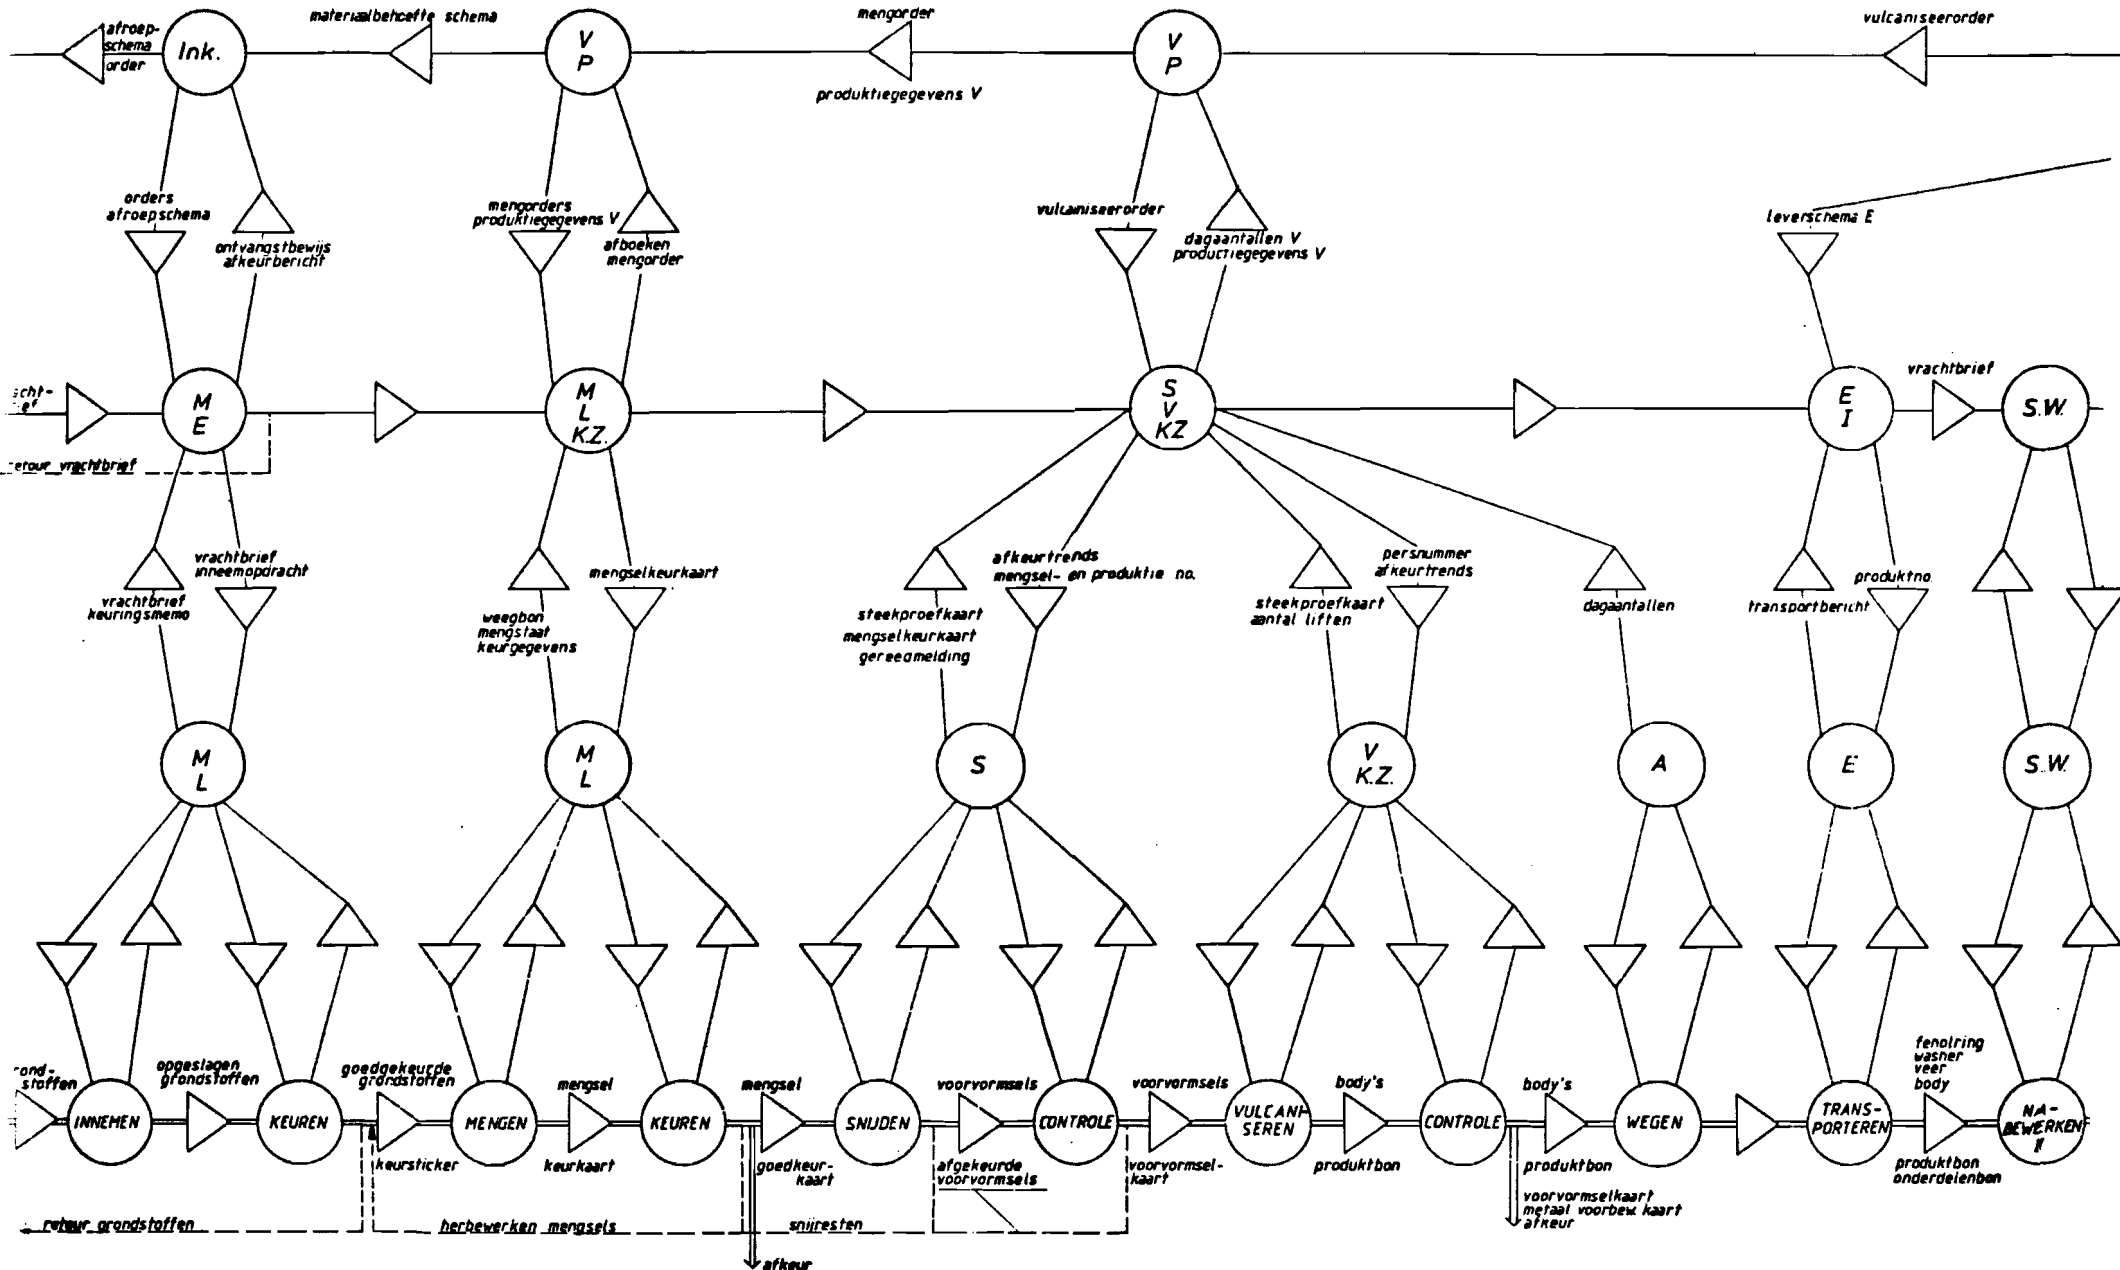 afroep-
schema
order
Ink.
materiaalbehoefte schema
V
P
mengorder
produktiegegevens V
V
P
vulcaniseerorder
orders
afroepschema
ontvangstbewijs
afkeurbericht
mengorders
produktiegegevens V
afboeken
mengorder
vulcaniseerorder
dagaantallen V
productiegegevens V
leverschema E
M
E
M
L
K.Z.
S
V
KZ
E
I
vrachtbrief
S.W.
retour vrachtbrief
vrachtbrief
keuringsmemo
vrachtbrief
inneemopdracht
weegbon
mengstaat
keurgegevens
mengselkeurkaart
steekproefkaart
mengselkeurkaart
gereedmelding
afkeurtrends
mengsel- en produktie no.
steekproefkaart
aantal liften
persnummer
afkeurtrends
dagaantallen
transportbericht
produktno.
M
L
M
L
S
V
K.Z.
A
E
S.W.
stoffen
INNEMEN
opgeslagen
grondstoffen
KEUREN
goedgekeurde
grondstoffen
keursticker
MENGEN
mengsel
keurkaart
KEUREN
mengsel
goedkeur-
kaart
SNIJDEN
voorvormsels
afgekeurde
voorvormsels
CONTROLE
voorvormsels
voorvormsel-
kaart
VULCANI-
SEREN
body's
produktbon
CONTROLE
body's
produktbon
voorvormselkaart
metaal voorbew. kaart
afkeur
WEGEN
TRANS-
PORTEREN
fenolring
washer
veer
body
produktbon
onderdelenbon
NA-
BEWERKEN
II
retour grondstoffen
herbewerken mengsels
snijresten
afkeur